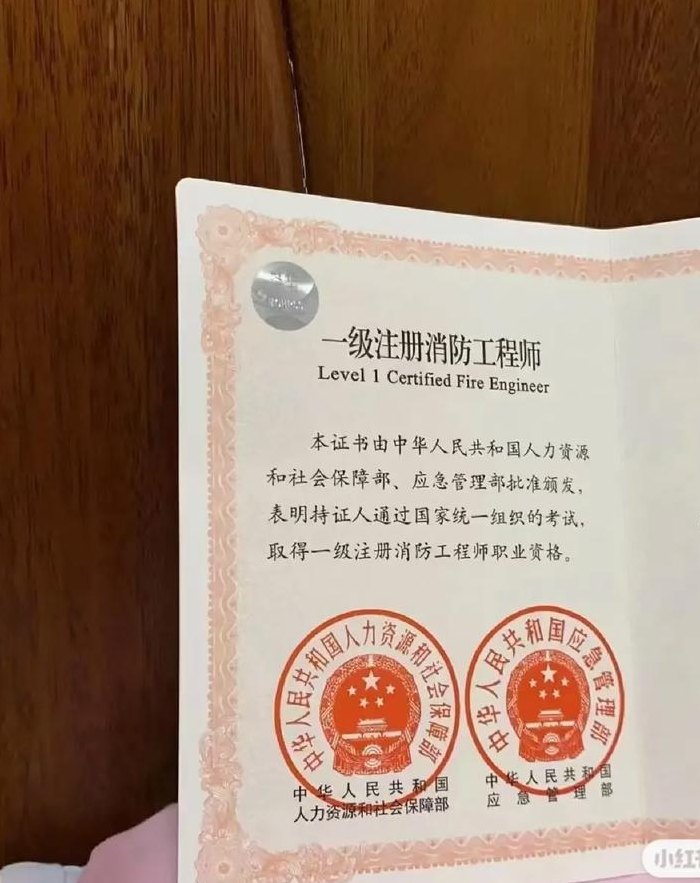 一级注册消防工程师
Level 1 Certified Fire Engineer
本证书由中华人民共和国人力资源
和社会保障部、应急管理部批准颁发,
表明持证人通过国家统一组织的考试,
取得一级注册消防工程师职业资格。
中华人民共和国人力资源和社会保障部
中华人民共和国应急管理部
中华人民共和国
人力资源和社会保障部
中华人民共和国
应急管理部
小红